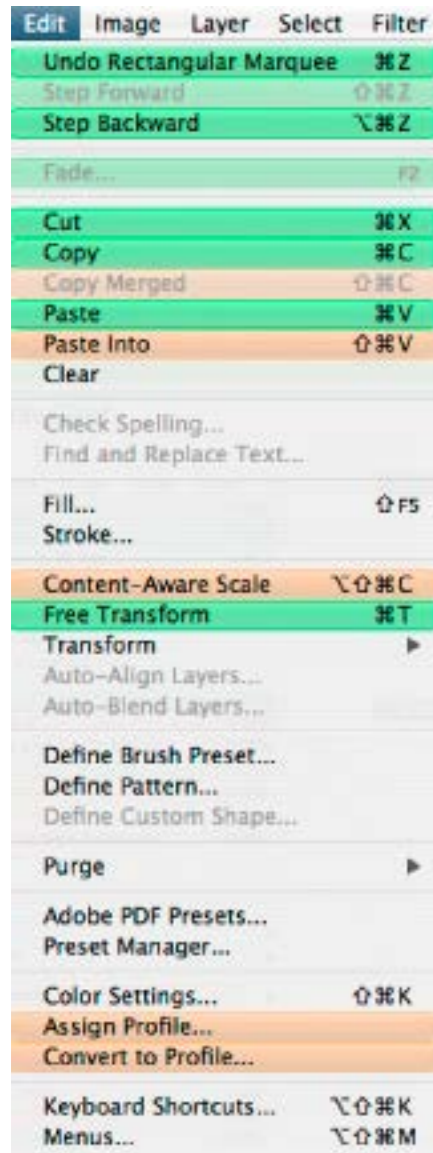 Edit Image Layer Select Filter
Undo Rectangular Marquee ⌘Z
Step Forward ⇧⌘Z
Step Backward ⌥⌘Z
Fade... F2
Cut ⌘X
Copy ⌘C
Copy Merged ⇧⌘C
Paste ⌘V
Paste Into ⇧⌘V
Clear
Check Spelling...
Find and Replace Text...
Fill... ⇧F5
Stroke...
Content-Aware Scale ⌥⇧⌘C
Free Transform ⌘T
Transform ▶
Auto-Align Layers...
Auto-Blend Layers...
Define Brush Preset...
Define Pattern...
Define Custom Shape...
Purge ▶
Adobe PDF Presets...
Preset Manager...
Color Settings... ⇧⌘K
Assign Profile...
Convert to Profile...
Keyboard Shortcuts... ⌥⇧⌘K
Menus... ⌥⇧⌘M